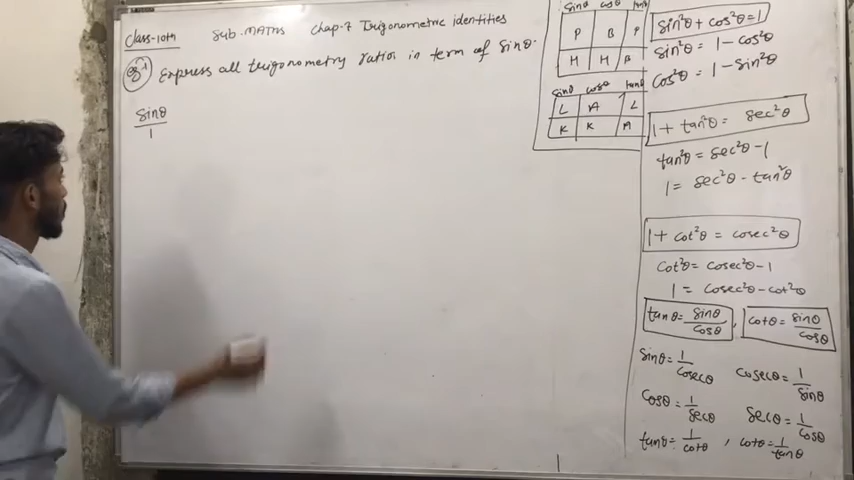 Class-10th Sub-MATHS chap-7 Trigonometric identities
eg-1 Express all trigonometry ratios in term of sinθ.
sinθ
1
sinθ cosθ tanθ
P B P
H H B
sinθ cosθ tanθ
L A L
K K A
sin²θ + cos²θ = 1
sin²θ = 1 - cos²θ
cos²θ = 1 - sin²θ
1 + tan²θ = sec²θ
tan²θ = sec²θ - 1
1 = sec²θ - tan²θ
1 + cot²θ = cosec²θ
cot²θ = cosec²θ - 1
1 = cosec²θ - cot²θ
tanθ = sinθ/cosθ , cotθ = sinθ/cosθ
sinθ = 1/cosecθ cosecθ = 1/sinθ
cosθ = 1/secθ secθ = 1/cosθ
tanθ = 1/cotθ , cotθ = 1/tanθ